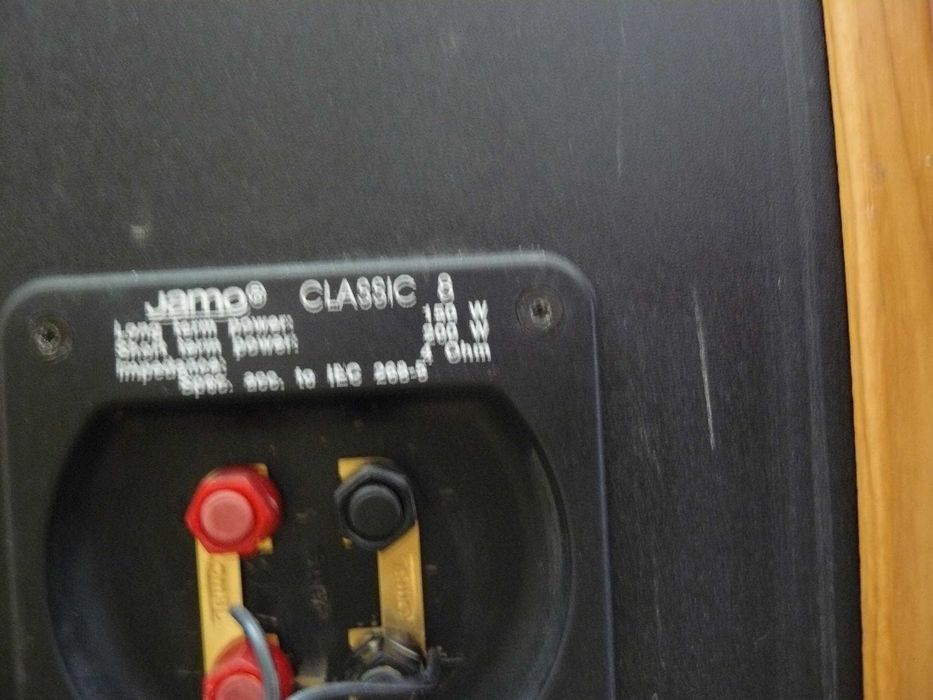 Jamo® CLASSIC 8
Long term power: 150 W
Short term power: 200 W
Impedance: 4 Ohm
Spec. acc. to IEC 268-5